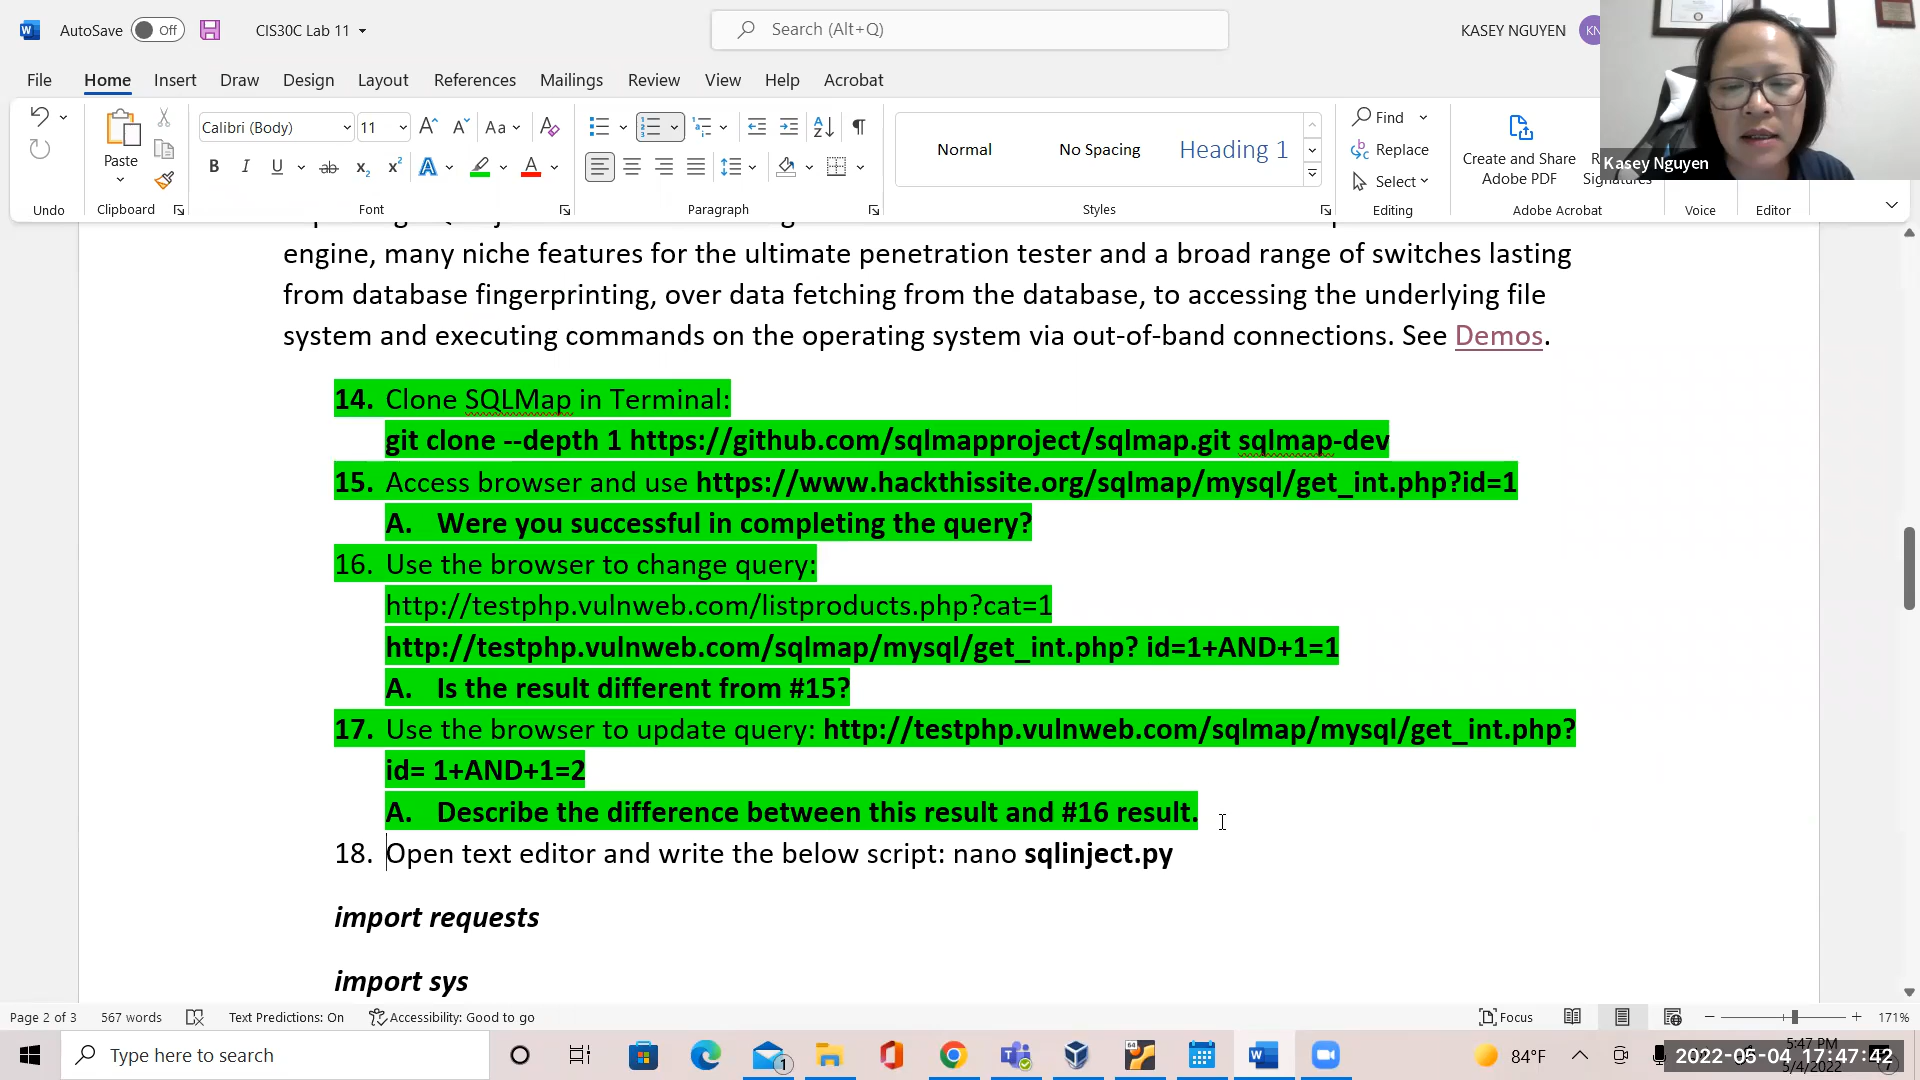 AutoSave Off CIS30C Lab 11 Search (Alt+Q) KASEY NGUYEN KN
File Home Insert Draw Design Layout References Mailings Review View Help Acrobat
Calibri (Body) 11 Aa Find
Paste Normal No Spacing Heading 1 Replace Create and Share
Adobe PDF
Select Signatures
Kasey Nguyen
Undo Clipboard Font Paragraph Styles Editing Adobe Acrobat Voice Editor
engine, many niche features for the ultimate penetration tester and a broad range of switches lasting
from database fingerprinting, over data fetching from the database, to accessing the underlying file
system and executing commands on the operating system via out-of-band connections. See Demos.
14. Clone SQLMap in Terminal:
git clone --depth 1 https://github.com/sqlmapproject/sqlmap.git sqlmap-dev
15. Access browser and use https://www.hackthissite.org/sqlmap/mysql/get_int.php?id=1
A. Were you successful in completing the query?
16. Use the browser to change query:
http://testphp.vulnweb.com/listproducts.php?cat=1
http://testphp.vulnweb.com/sqlmap/mysql/get_int.php? id=1+AND+1=1
A. Is the result different from #15?
17. Use the browser to update query: http://testphp.vulnweb.com/sqlmap/mysql/get_int.php?
id= 1+AND+1=2
A. Describe the difference between this result and #16 result.
18. Open text editor and write the below script: nano sqlinject.py
import requests
import sys
Page 2 of 3 567 words Text Predictions: On Accessibility: Good to go Focus 171%
Type here to search 1 64 84°F 5:47 PM
2022-05-04 17:47:42
5/4/2022